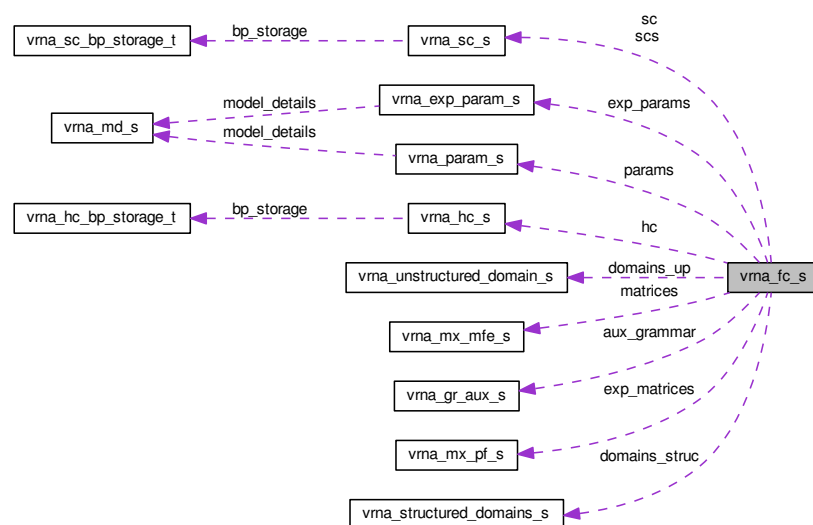 sc
scs
vrna_sc_bp_storage_t
bp_storage
vrna_sc_s
exp_params
model_details
vrna_exp_param_s
vrna_md_s
model_details
vrna_param_s
params
vrna_hc_bp_storage_t
bp_storage
vrna_hc_s
hc
vrna_unstructured_domain_s
domains_up
vrna_fc_s
matrices
vrna_mx_mfe_s
aux_grammar
vrna_gr_aux_s
exp_matrices
vrna_mx_pf_s
domains_struc
vrna_structured_domains_s